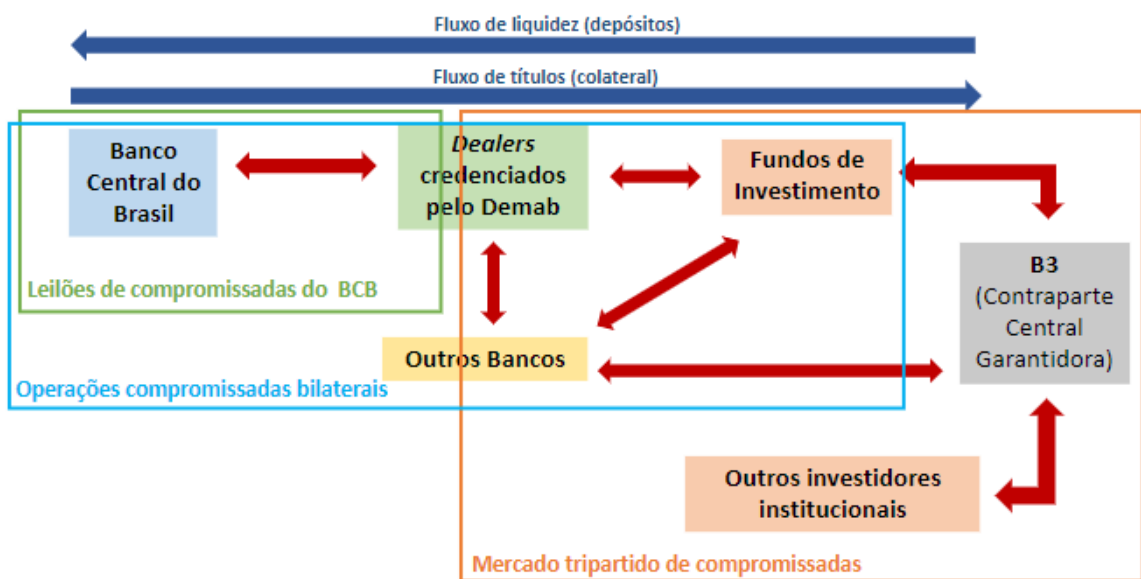 Fluxo de liquidez (depósitos)
Fluxo de títulos (colateral)
Banco
Central do
Brasil
Dealers
credenciados
pelo Demab
Fundos de
Investimento
B3
(Contraparte
Central
Garantidora)
Leilões de compromissadas do BCB
Outros Bancos
Operações compromissadas bilaterais
Outros investidores
institucionais
Mercado tripartido de compromissadas